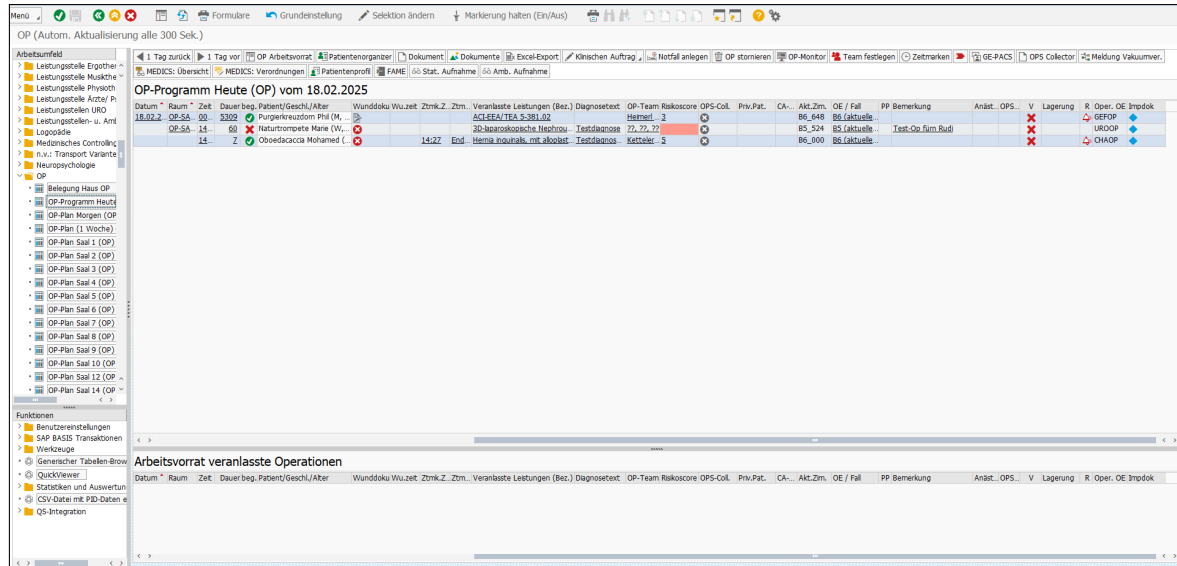 Menü Formulare Grundeinstellung Selektion ändern Markierung halten (Ein/Aus)
OP (Autom. Aktualisierung alle 300 Sek.)
Arbeitsumfeld
Leistungsstelle Ergother
Leistungsstelle Musikthe
Leistungsstelle Physioth
Leistungsstelle Ärzte/ Ps
Leistungsstellen URO
Leistungsstellen- u. Amb
Logopädie
Medizinisches Controlling
n.v.: Transport Variante
Neuropsychologie
OP
Belegung Haus OP
OP-Programm Heute
OP-Plan Morgen (OP
OP-Plan (1 Woche)
OP-Plan Saal 1 (OP)
OP-Plan Saal 2 (OP)
OP-Plan Saal 3 (OP)
OP-Plan Saal 4 (OP)
OP-Plan Saal 5 (OP)
OP-Plan Saal 6 (OP)
OP-Plan Saal 7 (OP)
OP-Plan Saal 8 (OP)
OP-Plan Saal 9 (OP)
OP-Plan Saal 10 (OP
OP-Plan Saal 12 (OP
OP-Plan Saal 14 (OP
Funktionen
Benutzereinstellungen
SAP BASIS Transaktionen
Werkzeuge
Generischer Tabellen-Brow
QuickViewer
Statistiken und Auswertun
CSV-Datei mit PID-Daten e
QS-Integration
1 Tag zurück 1 Tag vor OP Arbeitsvorrat Patientenorganizer Dokument Dokumente Excel-Export Klinischen Auftrag Notfall anlegen OP stornieren OP-Monitor Team festlegen Zeitmarken GE-PACS OPS Collector Meldung Vakuumver.
MEDICS: Übersicht MEDICS: Verordnungen Patientenprofil FAME Stat. Aufnahme Amb. Aufnahme
OP-Programm Heute (OP) vom 18.02.2025
Datum Raum Zeit Dauer beg. Patient/Geschl./Alter Wunddoku Wu.zeit Ztmk.Z... Ztm... Veranlasste Leistungen (Bez.) Diagnosetext OP-Team Risikoscore OPS-Coll. Priv.Pat. CA-... Akt.Zim. OE / Fall PP Bemerkung Anäst... OPS... V Lagerung R Oper. OE Impdok
18.02.2... OP-SA... 00... 5309 Purgierkreuzdorn Phil (M, ... ACI-EEA/TEA 5-381.02 Heimerl ... 3 B6_648 B6 (aktuelle... GEFOP
OP-SA... 14... 60 Naturtrompete Marie (W,... 3D-laparoskopische Nephrou... Testdiagnose ??, ??, ?? B5_524 B5 (aktuelle... Test-Op fürn Rudi UROOP
14... 7 Oboedacaccia Mohamed (... 14:27 End... Hernia inguinalis, mit alloplast... Testdiagnos... Ketteler... 5 B6_000 B6 (aktuelle... CHAOP
Arbeitsvorrat veranlasste Operationen
Datum Raum Zeit Dauer beg. Patient/Geschl./Alter Wunddoku Wu.zeit Ztmk.Z... Ztm... Veranlasste Leistungen (Bez.) Diagnosetext OP-Team Risikoscore OPS-Coll. Priv.Pat. CA-... Akt.Zim. OE / Fall PP Bemerkung Anäst... OPS... V Lagerung R Oper. OE Impdok